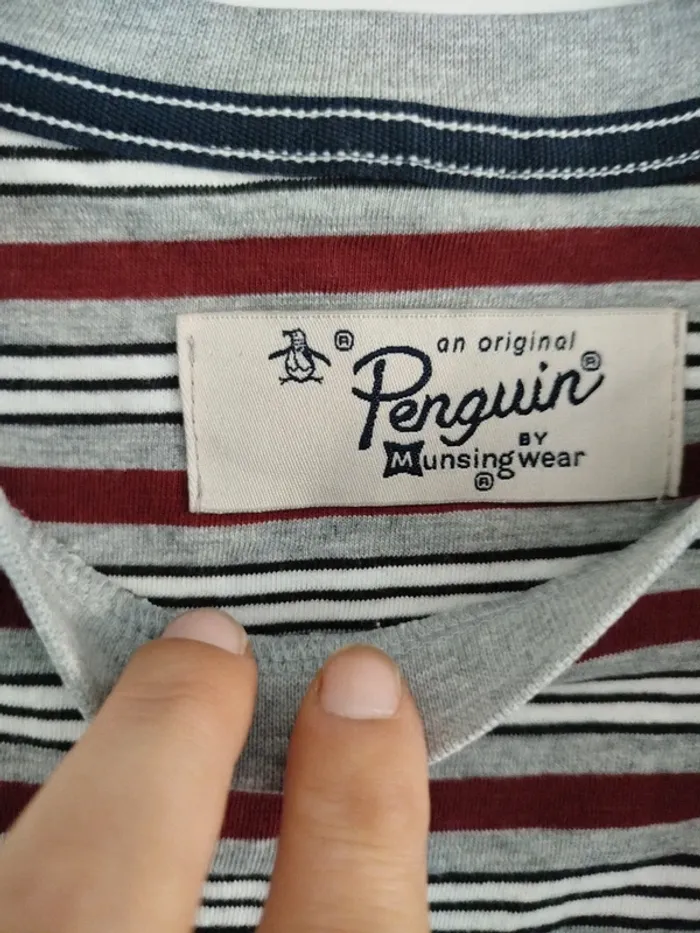 ® an original
Penguin®
BY
Munsingwear
®